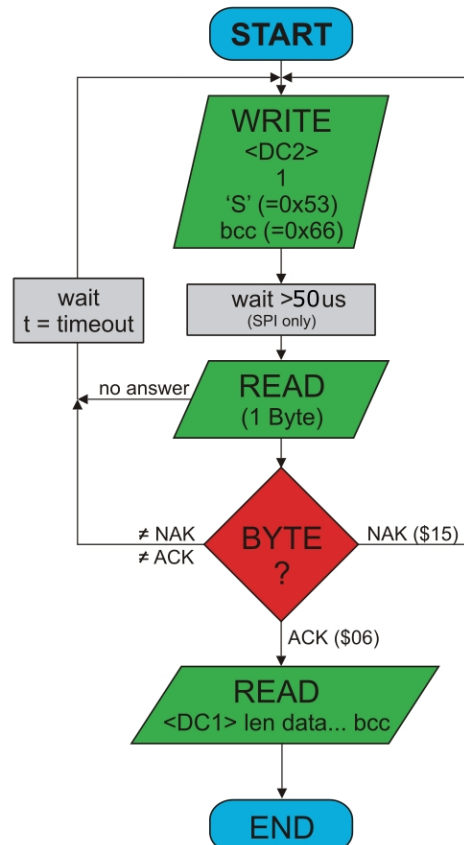 START
WRITE
<DC2>
1
‘S’ (=0x53)
bcc (=0x66)
wait
t = timeout
wait >50us
(SPI only)
no answer
READ
(1 Byte)
≠ NAK
≠ ACK
BYTE
?
NAK ($15)
ACK ($06)
READ
<DC1> len data... bcc
END